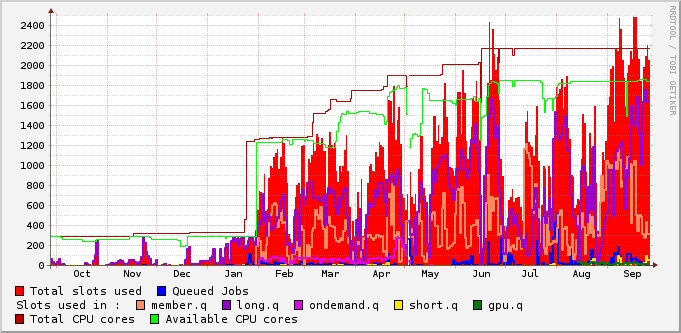 2400
2200
2000
1800
1600
1400
1200
1000
800
600
400
200
0
Oct Nov Dec Jan Feb Mar Apr May Jun Jul Aug Sep
RRDTOOL / TOBI OETIKER
Total slots used Queued Jobs
Slots used in : member.q long.q ondemand.q short.q gpu.q
Total CPU cores Available CPU cores